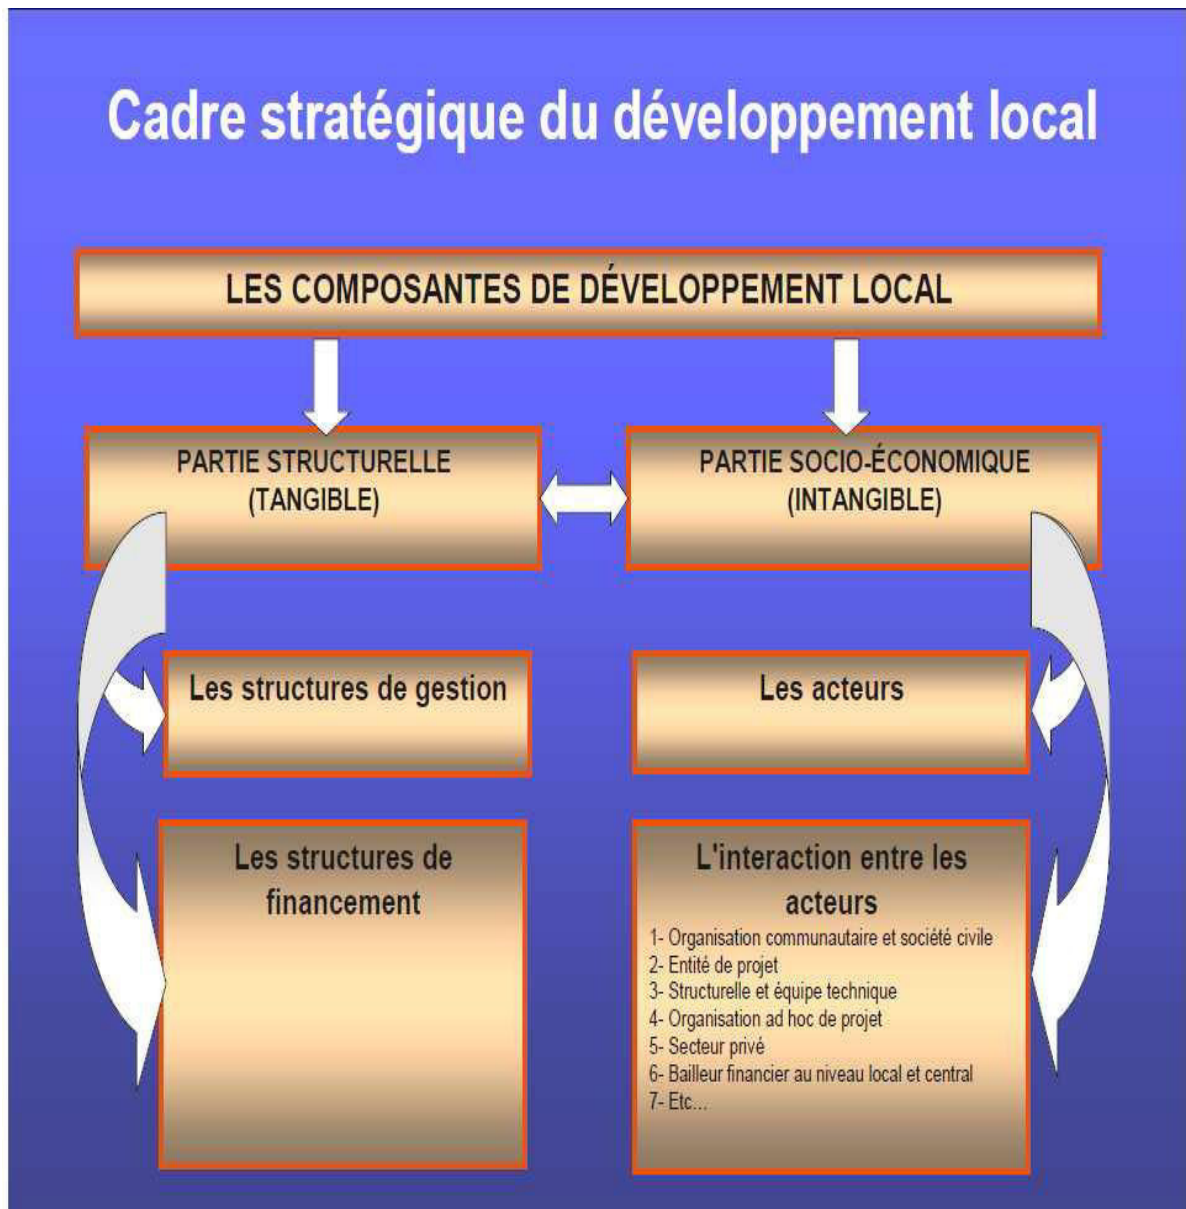 Cadre stratégique du développement local
LES COMPOSANTES DE DÉVELOPPEMENT LOCAL
PARTIE STRUCTURELLE
(TANGIBLE)
PARTIE SOCIO-ÉCONOMIQUE
(INTANGIBLE)
Les structures de gestion
Les acteurs
Les structures de
financement
L'interaction entre les
acteurs
1- Organisation communautaire et société civile
2- Entité de projet
3- Structurelle et équipe technique
4- Organisation ad hoc de projet
5- Secteur privé
6- Bailleur financier au niveau local et central
7- Etc...